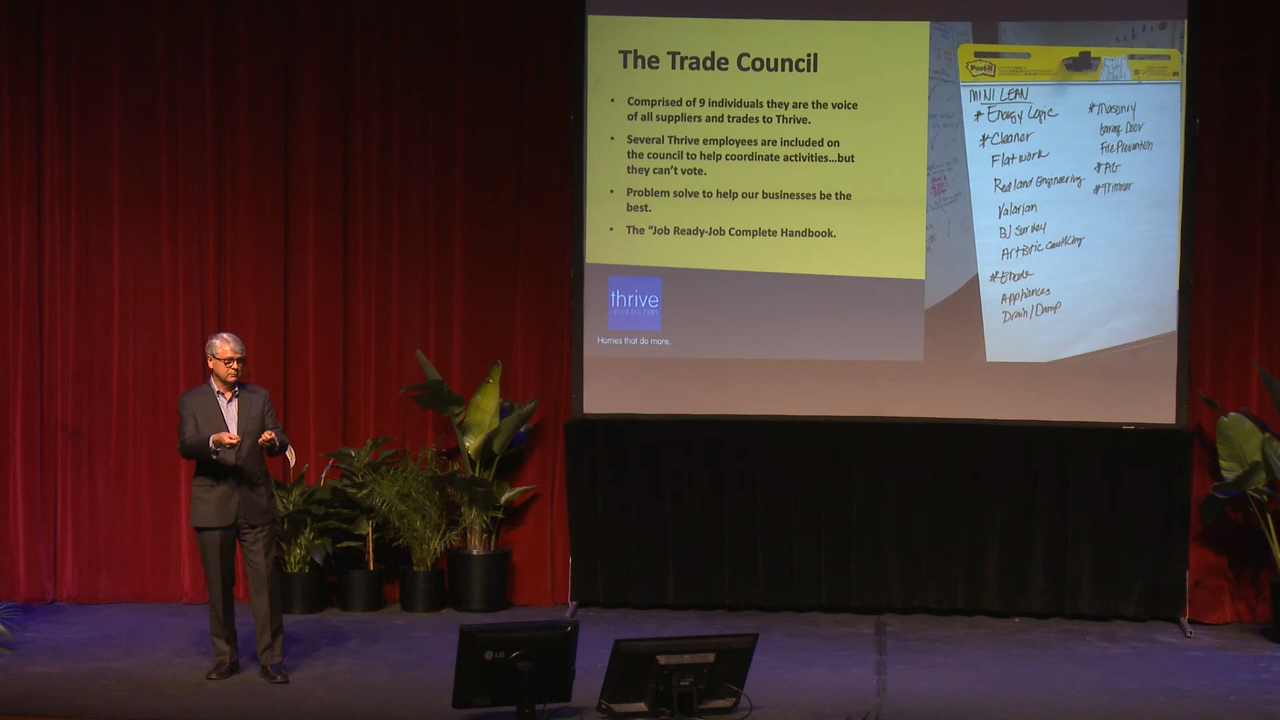 The Trade Council
• Comprised of 9 individuals they are the voice
of all suppliers and trades to Thrive.
• Several Thrive employees are included on
the council to help coordinate activities...but
they can't vote.
• Problem solve to help our businesses be the
best.
• The "Job Ready-Job Complete Handbook.
thrive
Homes that do more.
Post-it
MINI LEAN
* Energy Logic
* Cleaner
Flatwork
Redland Engineering
Valarian
BJ Survey
Artistic Caulking
Appliances
Drain/Damp
* Masonry
Garag Door
Fire Prevention
* AG
* Trimmer
LG